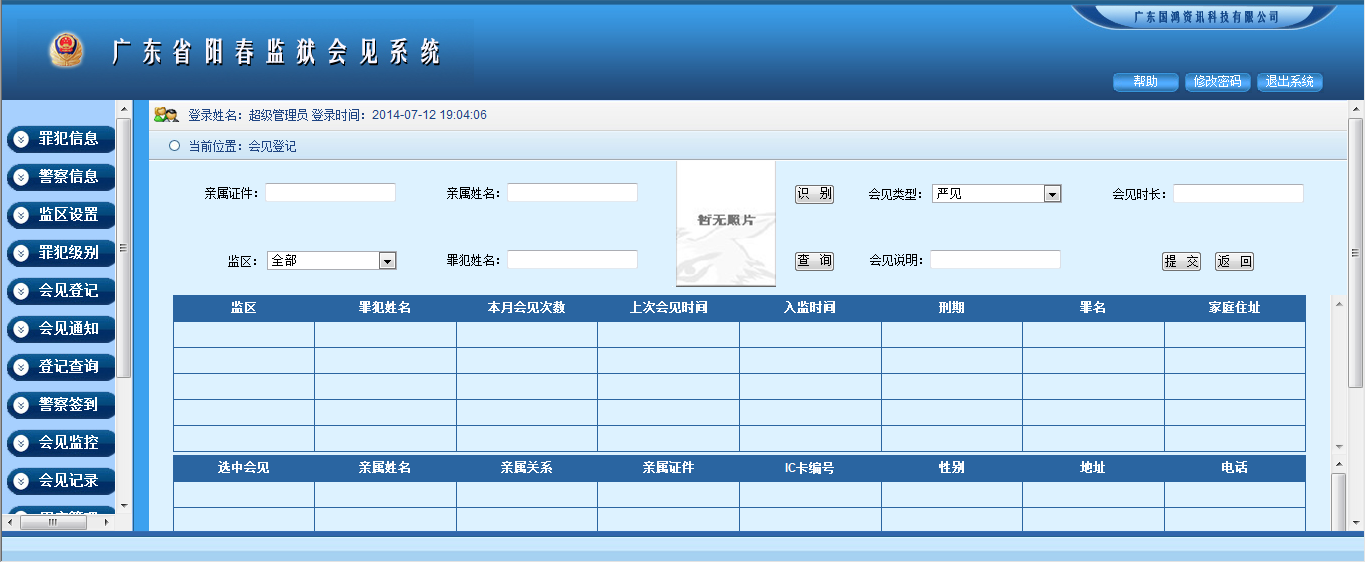 广东国鸿资讯科技有限公司
广东省阳春监狱会见系统
帮助 修改密码 退出系统
登录姓名：超级管理员 登录时间：2014-07-12 19:04:06
当前位置：会见登记
罪犯信息
警察信息
监区设置
罪犯级别
会见登记
会见通知
登记查询
警察签到
会见监控
会见记录
亲属证件： 亲属姓名： 暂无照片 识 别 会见类型： 严见 会见时长：
监区： 全部 罪犯姓名： 查 询 会见说明： 提 交 返 回
监区 罪犯姓名 本月会见次数 上次会见时间 入监时间 刑期 罪名 家庭住址
选中会见 亲属姓名 亲属关系 亲属证件 IC卡编号 性别 地址 电话